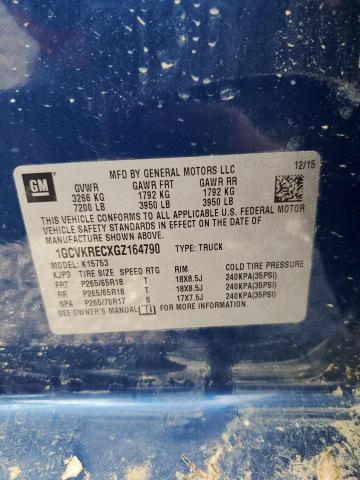 GM
MFD BY GENERAL MOTORS LLC 12/15
GVWR GAWR FRT GAWR RR
3266 KG 1792 KG 1792 KG
7200 LB 3950 LB 3950 LB
THIS VEHICLE CONFORMS TO ALL APPLICABLE U.S. FEDERAL MOTOR
VEHICLE SAFETY STANDARDS IN EFFECT ON THE DATE OF
MANUFACTURE SHOWN ABOVE.
1GCVKRECXGZ164790 TYPE: TRUCK
MODEL: K15753
KJP3 TIRE SIZE SPEED RTG RIM COLD TIRE PRESSURE
FRT P265/65R18 T 18X8.5J 240KPA(35PSI)
RR P265/65R18 T 18X8.5J 240KPA(35PSI)
SPA P265/70R17 S 17X7.5J 240KPA(35PSI)
SEE OWNER'S MANUAL FOR MORE INFORMATION.